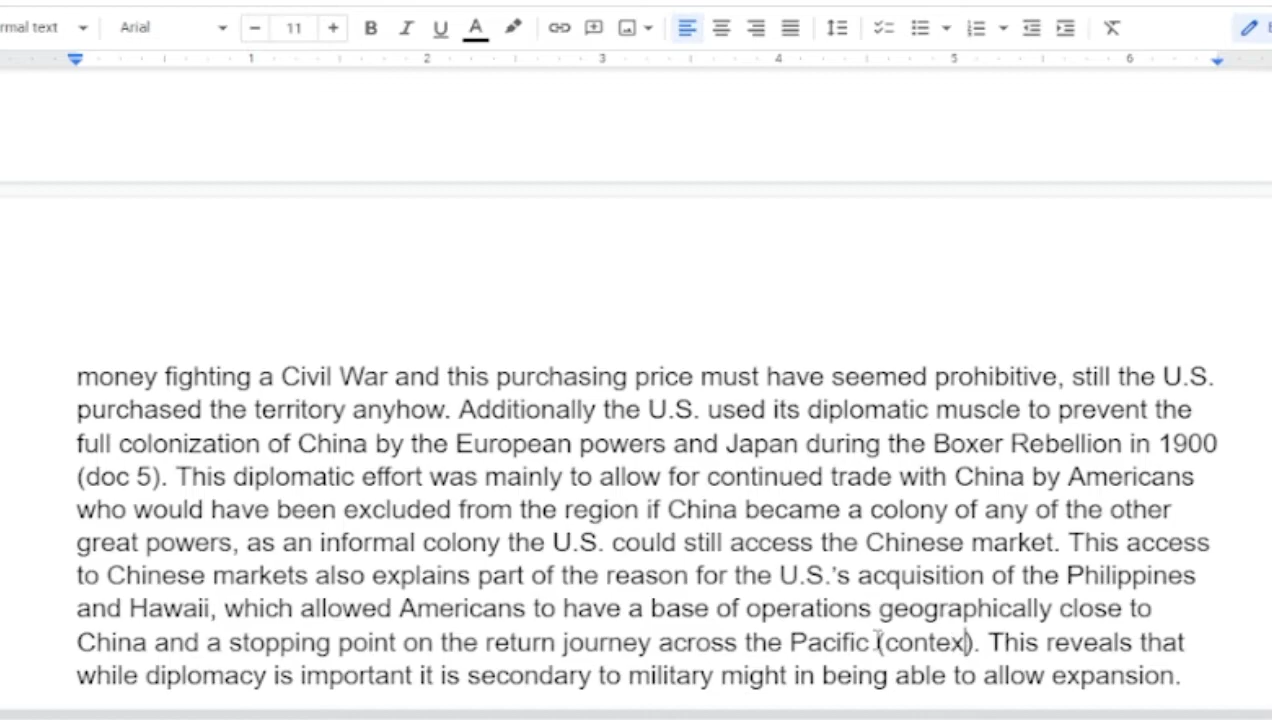 rmal text Arial − 11 + B I U A
1 2 3 4 5 6
money fighting a Civil War and this purchasing price must have seemed prohibitive, still the U.S.
purchased the territory anyhow. Additionally the U.S. used its diplomatic muscle to prevent the
full colonization of China by the European powers and Japan during the Boxer Rebellion in 1900
(doc 5). This diplomatic effort was mainly to allow for continued trade with China by Americans
who would have been excluded from the region if China became a colony of any of the other
great powers, as an informal colony the U.S. could still access the Chinese market. This access
to Chinese markets also explains part of the reason for the U.S.’s acquisition of the Philippines
and Hawaii, which allowed Americans to have a base of operations geographically close to
China and a stopping point on the return journey across the Pacific (contex). This reveals that
while diplomacy is important it is secondary to military might in being able to allow expansion.